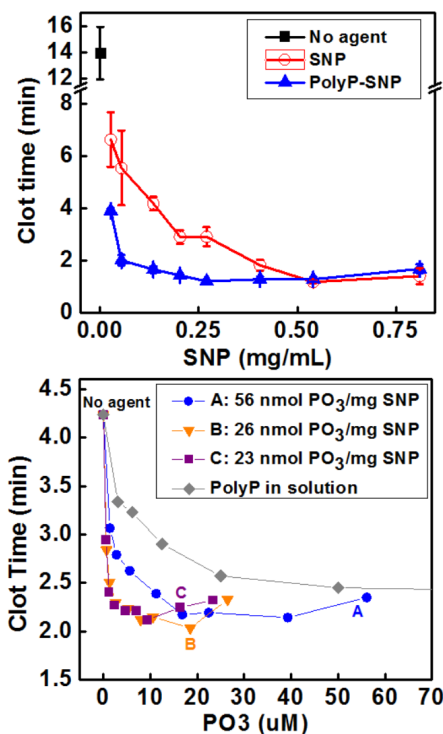 16
14
12
6
4
2
0
Clot time (min)
No agent
SNP
PolyP-SNP
0.00 0.25 0.50 0.75
SNP (mg/mL)
4.5
4.0
3.5
3.0
2.5
2.0
1.5
Clot Time (min)
No agent
A: 56 nmol PO3/mg SNP
B: 26 nmol PO3/mg SNP
C: 23 nmol PO3/mg SNP
PolyP in solution
C
A
B
0 10 20 30 40 50 60 70
PO3 (uM)